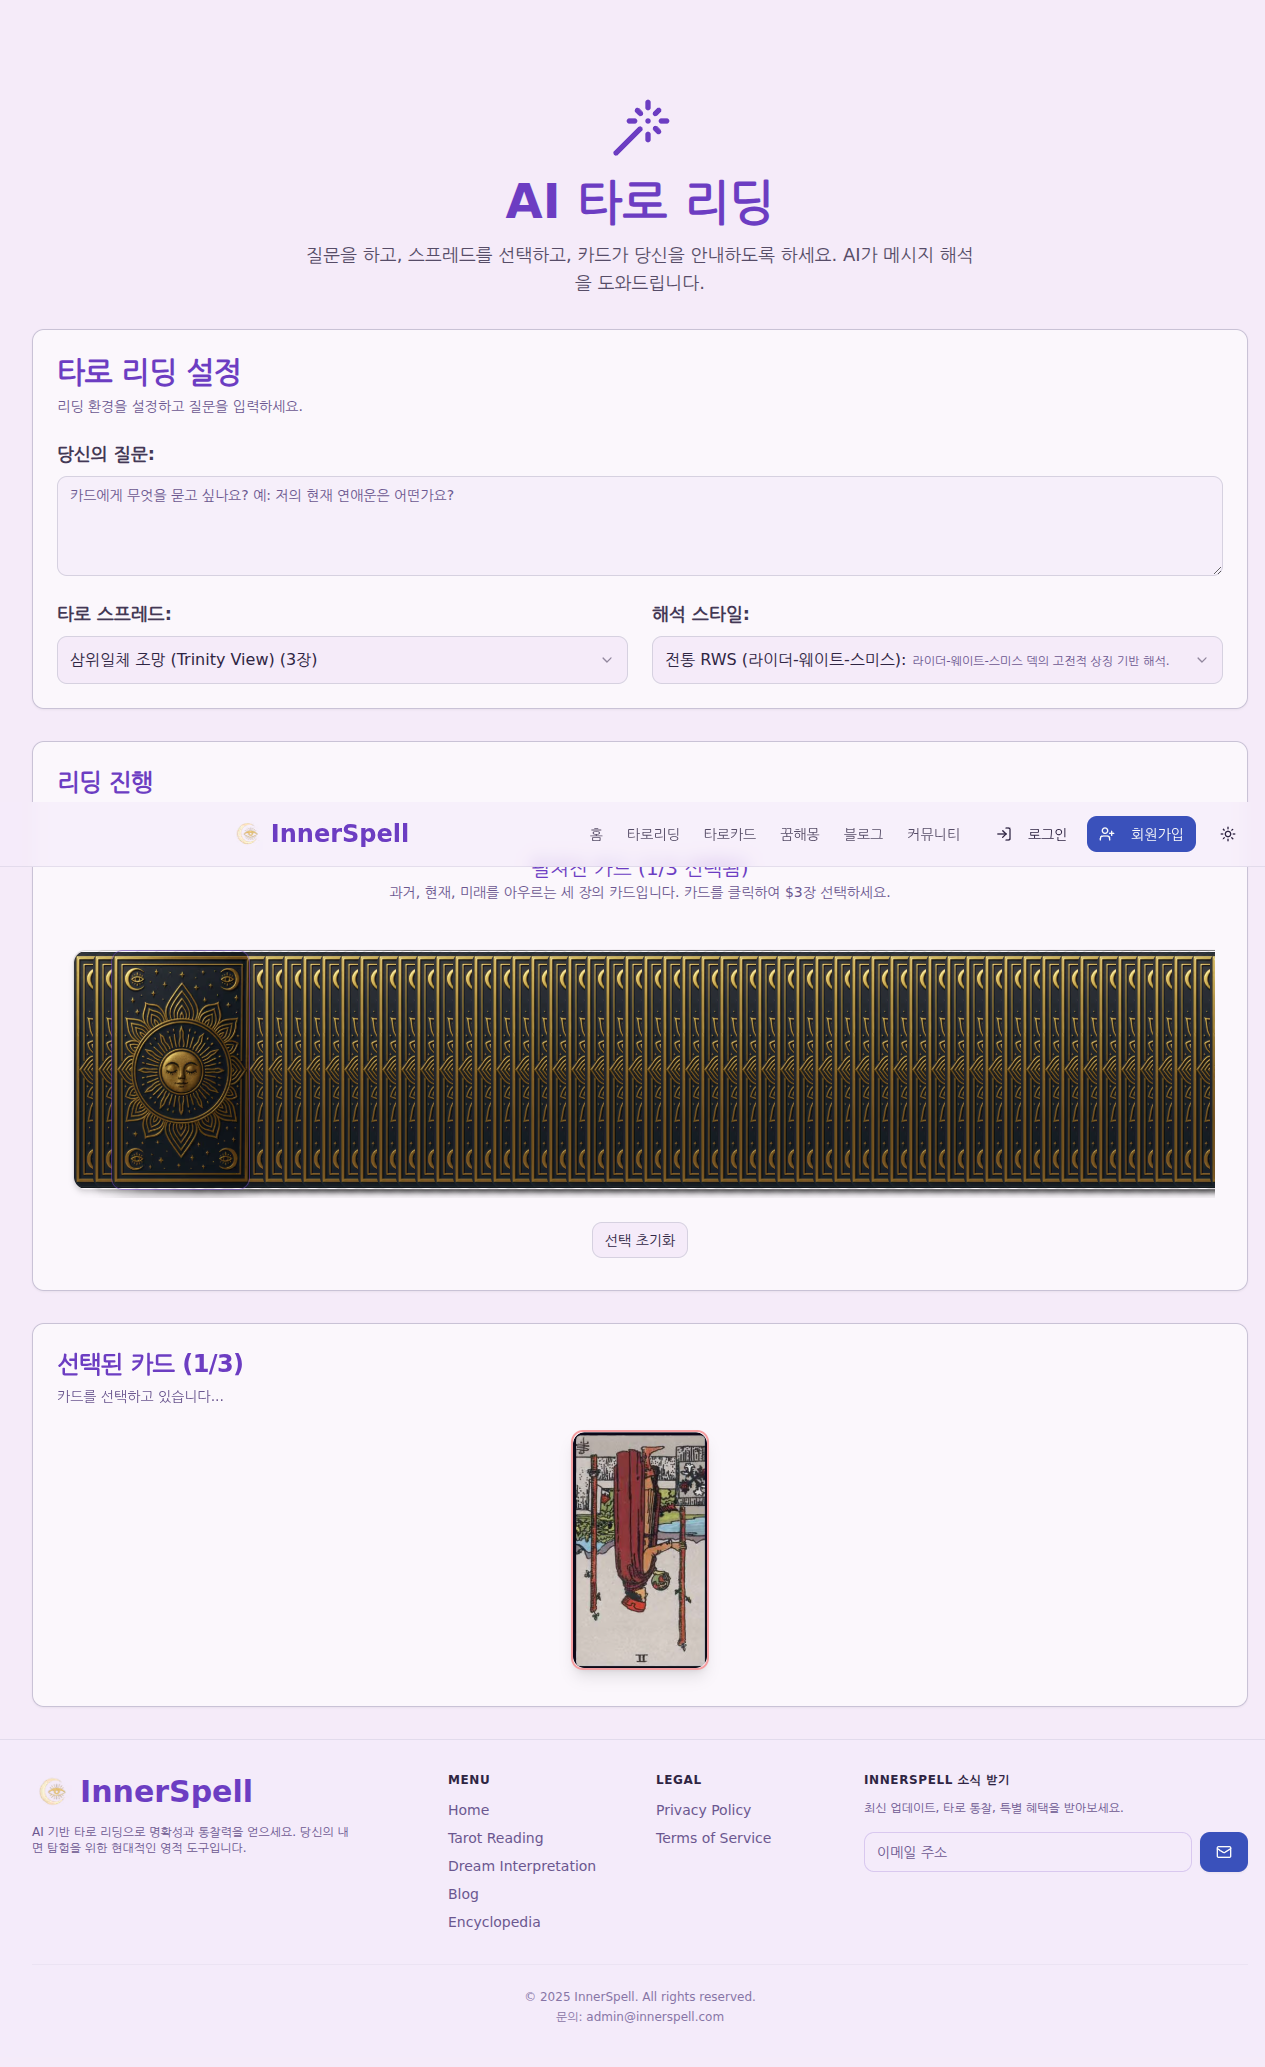 AI 타로 리딩
질문을 하고, 스프레드를 선택하고, 카드가 당신을 안내하도록 하세요. AI가 메시지 해석
을 도와드립니다.
타로 리딩 설정
리딩 환경을 설정하고 질문을 입력하세요.
당신의 질문:
카드에게 무엇을 묻고 싶나요? 예: 저의 현재 연애운은 어떤가요?
타로 스프레드:
해석 스타일:
삼위일체 조망 (Trinity View) (3장)
전통 RWS (라이더-웨이트-스미스): 라이더-웨이트-스미스 덱의 고전적 상징 기반 해석.
리딩 진행
InnerSpell
홈 타로리딩 타로카드 꿈해몽 블로그 커뮤니티 로그인 회원가입
펼쳐진 카드 (1/3 선택됨)
과거, 현재, 미래를 아우르는 세 장의 카드입니다. 카드를 클릭하여 $3장 선택하세요.
선택 초기화
선택된 카드 (1/3)
카드를 선택하고 있습니다...
II
InnerSpell
AI 기반 타로 리딩으로 명확성과 통찰력을 얻으세요. 당신의 내
면 탐험을 위한 현대적인 영적 도구입니다.
MENU
Home
Tarot Reading
Dream Interpretation
Blog
Encyclopedia
LEGAL
Privacy Policy
Terms of Service
INNERSPELL 소식 받기
최신 업데이트, 타로 통찰, 특별 혜택을 받아보세요.
이메일 주소
© 2025 InnerSpell. All rights reserved.
문의: admin@innerspell.com